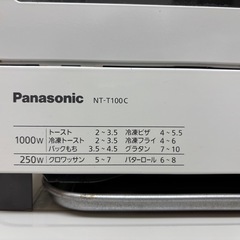 Panasonic NT-T100C
1000W トースト 2~3.5 冷凍ピザ 4~5.5
冷凍トースト 2~3.5 冷凍フライ 4~6
パックもち 3.5~4.5 グラタン 7~10
250W クロワッサン 5~7 バターロール 6~8